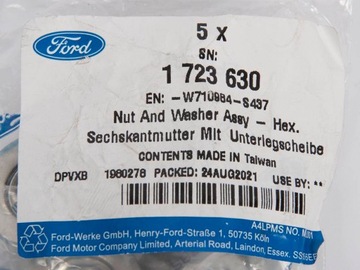 Ford
5 x
SN:
1 723 630
EN: -W710984-S437
Nut And Washer Assy - Hex.
Sechskantmutter Mit Unterlegscheibe
CONTENTS MADE IN Taiwan
DPVXB 1980278 PACKED: 24AUG2021 USE BY: **
A4LPMS NO.
Ford-Werke GmbH, Henry-Ford-Straße 1, 50735 Köln
Ford Motor Company Limited, Arterial Road, Laindon, Essex.